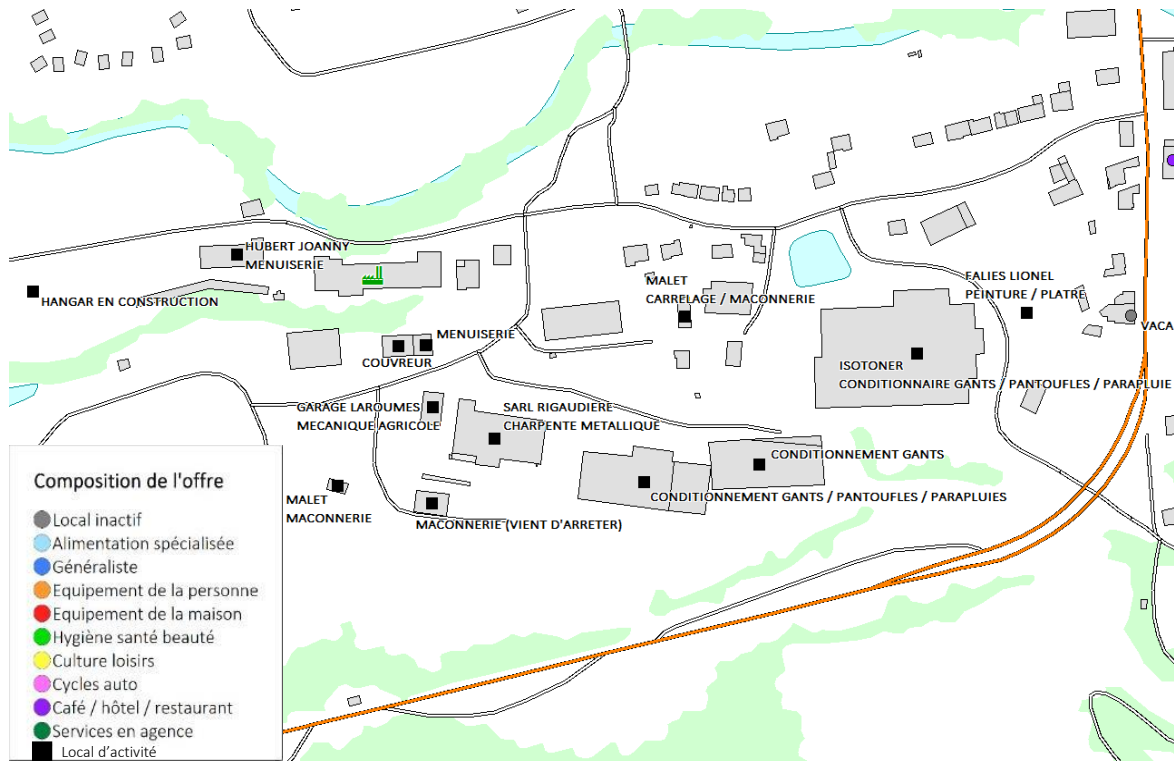 HUBERT JOANNY
MENUISERIE
HANGAR EN CONSTRUCTION
MALET
CARRELAGE / MACONNERIE
FALIES LIONEL
PEINTURE / PLATRE
VACA
MENUISERIE
COUVREUR
ISOTONER
CONDITIONNAIRE GANTS / PANTOUFLES / PARAPLUIE
GARAGE LAROUMES
MECANIQUE AGRICOLE
SARL RIGAUDIERE
CHARPENTE METALLIQUE
CONDITIONNEMENT GANTS
CONDITIONNEMENT GANTS / PANTOUFLES / PARAPLUIES
MALET
MACONNERIE
MACONNERIE (VIENT D'ARRETER)
Composition de l'offre
Local inactif
Alimentation spécialisée
Généraliste
Equipement de la personne
Equipement de la maison
Hygiène santé beauté
Culture loisirs
Cycles auto
Café / hôtel / restaurant
Services en agence
Local d'activité